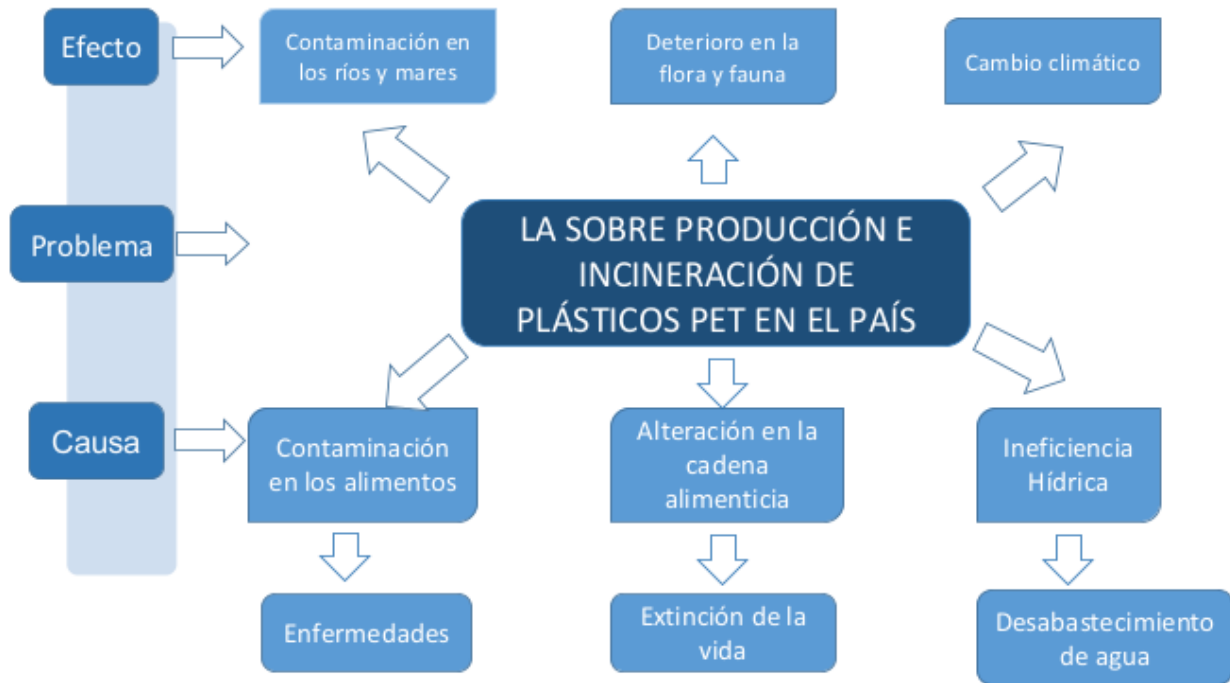 Efecto
Contaminación en
los ríos y mares
Deterioro en la
flora y fauna
Cambio climático
Problema
LA SOBRE PRODUCCIÓN E
INCINERACIÓN DE
PLÁSTICOS PET EN EL PAÍS
Causa
Contaminación
en los alimentos
Alteración en la
cadena
alimenticia
Ineficiencia
Hídrica
Enfermedades
Extinción de la
vida
Desabastecimiento
de agua